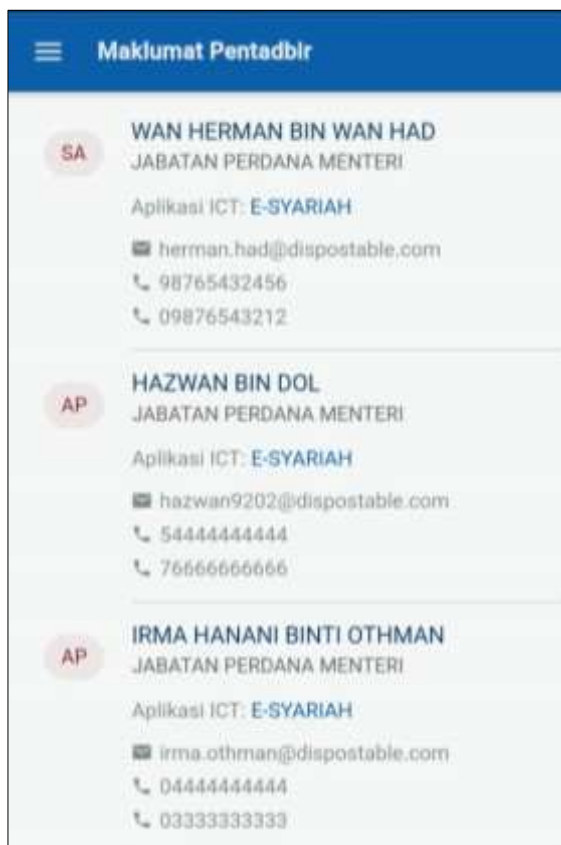 Maklumat Pentadbir
SA
WAN HERMAN BIN WAN HAD
JABATAN PERDANA MENTERI
Aplikasi ICT: E-SYARIAH
herman.had@dispostable.com
98765432456
09876543212
AP
HAZWAN BIN DOL
JABATAN PERDANA MENTERI
Aplikasi ICT: E-SYARIAH
hazwan9202@dispostable.com
54444444444
76666666666
AP
IRMA HANANI BINTI OTHMAN
JABATAN PERDANA MENTERI
Aplikasi ICT: E-SYARIAH
irma.othman@dispostable.com
04444444444
03333333333